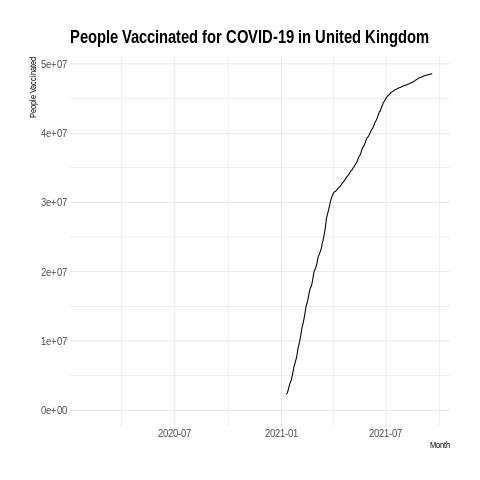 People Vaccinated for COVID-19 in United Kingdom
People Vaccinated
5e+07
4e+07
3e+07
2e+07
1e+07
0e+00
2020-07
2021-01
2021-07
Month